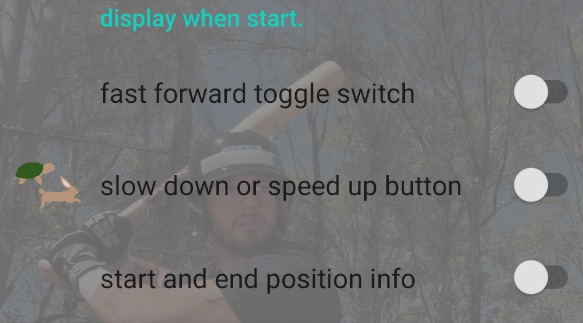 display when start.
fast forward toggle switch
slow down or speed up button
start and end position info